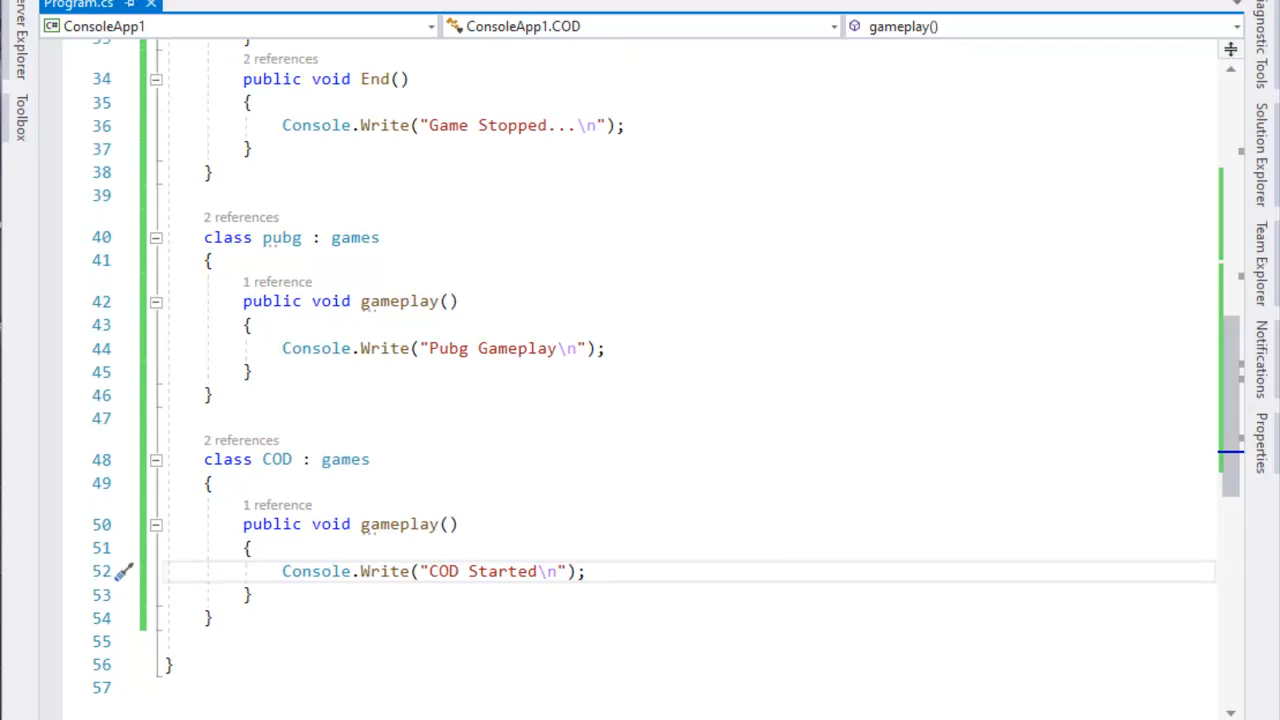 Program.cs
ConsoleApp1 ConsoleApp1.COD gameplay()
33 }
2 references
34 public void End()
35 {
36 Console.Write("Game Stopped...\n");
37 }
38 }
39
2 references
40 class pubg : games
41 {
1 reference
42 public void gameplay()
43 {
44 Console.Write("Pubg Gameplay\n");
45 }
46 }
47
2 references
48 class COD : games
49 {
1 reference
50 public void gameplay()
51 {
52 Console.Write("COD Started\n");
53 }
54 }
55
56 }
57
Explorer
Toolbox
Tools
Solution Explorer
Team Explorer
Notifications
Properties